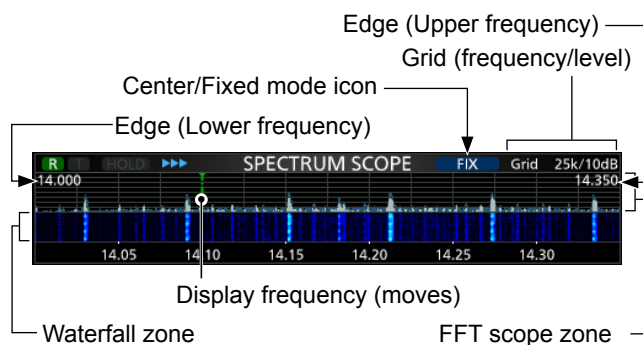 Edge (Upper frequency)
Grid (frequency/level)
Center/Fixed mode icon
Edge (Lower frequency)
R T HOLD SPECTRUM SCOPE FIX Grid 25k/10dB
14.000 14.350
14.05 14.10 14.15 14.20 14.25 14.30
Display frequency (moves)
Waterfall zone FFT scope zone